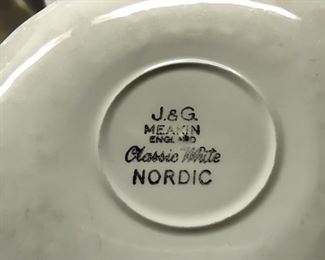 J.&G.
MEAKIN
ENGLAND
Classic White
NORDIC